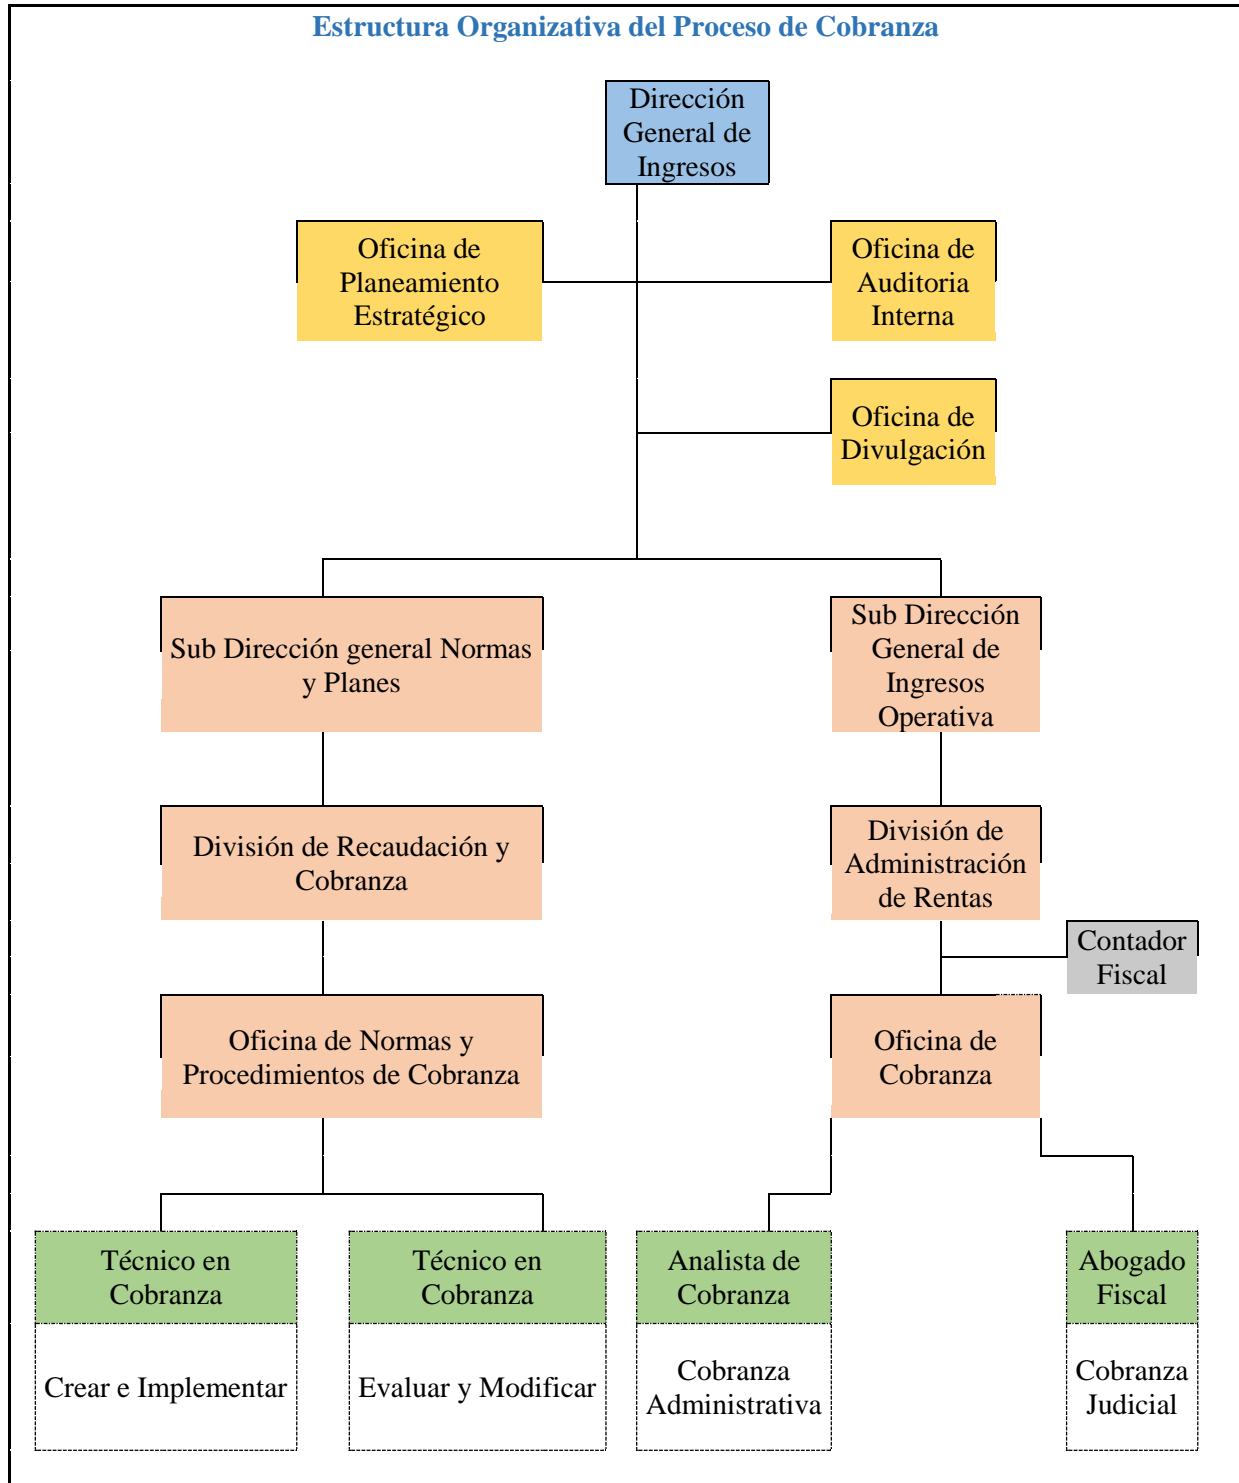 Estructura Organizativa del Proceso de Cobranza
Dirección
General de
Ingresos
Oficina de
Planeamiento
Estratégico
Oficina de
Auditoria
Interna
Oficina de
Divulgación
Sub Dirección general Normas
y Planes
Sub Dirección
General de
Ingresos
Operativa
División de Recaudación y
Cobranza
División de
Administración
de Rentas
Contador
Fiscal
Oficina de Normas y
Procedimientos de Cobranza
Oficina de
Cobranza
Técnico en
Cobranza
Técnico en
Cobranza
Analista de
Cobranza
Abogado
Fiscal
Crear e Implementar
Evaluar y Modificar
Cobranza
Administrativa
Cobranza
Judicial